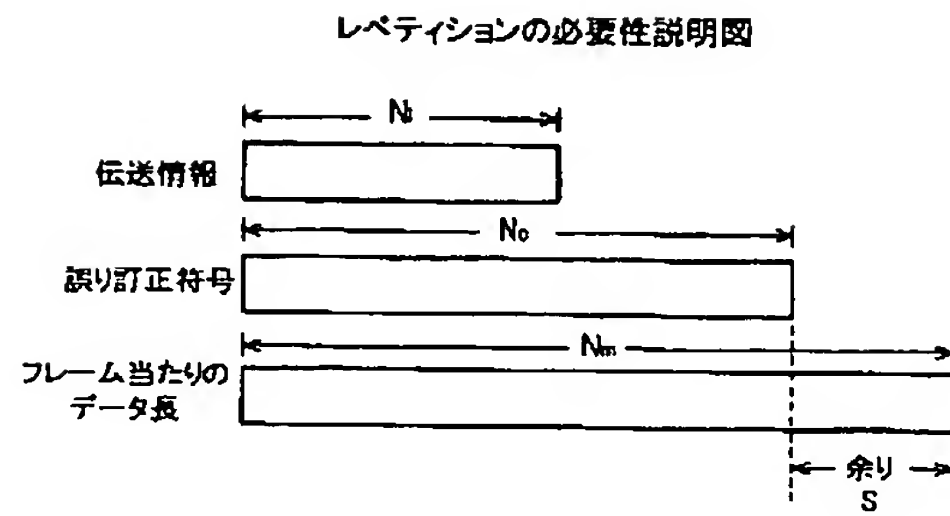 レペティションの必要性説明図
Nt
伝送情報
Nc
誤り訂正符号
Nm
フレーム当たりの
データ長
余り
S